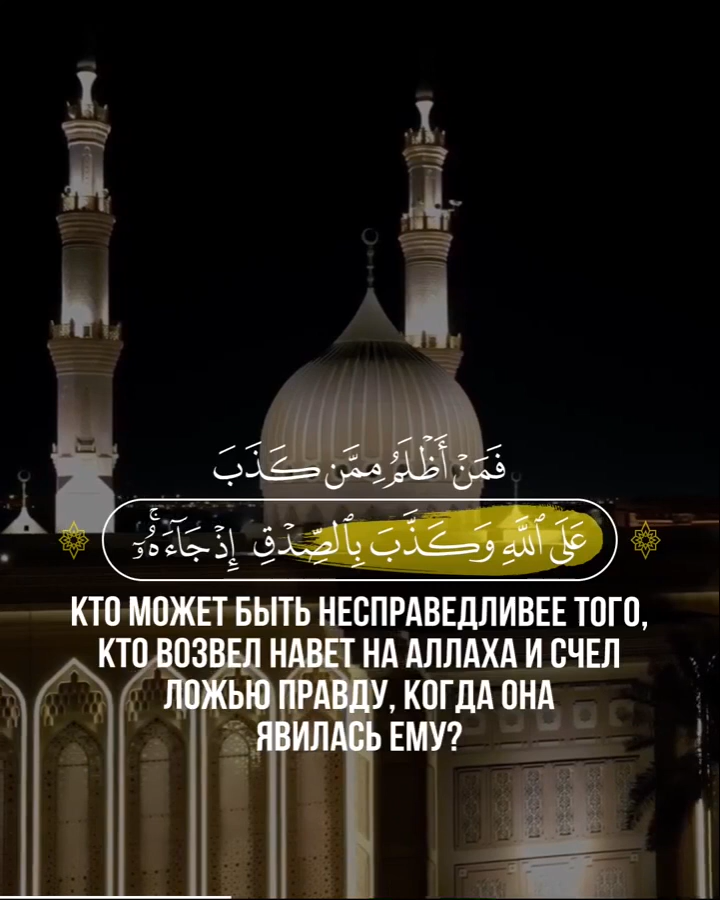 فَمَنْ أَظْلَمُ مِمَّن كَذَبَ
عَلَى ٱللَّهِ وَكَذَّبَ بِٱلصِّدْقِ إِذْ جَآءَهُۥٓ ۚ
КТО МОЖЕТ БЫТЬ НЕСПРАВЕДЛИВЕЕ ТОГО,
КТО ВОЗВЕЛ НАВЕТ НА АЛЛАХА И СЧЕЛ
ЛОЖЬЮ ПРАВДУ, КОГДА ОНА
ЯВИЛАСЬ ЕМУ?